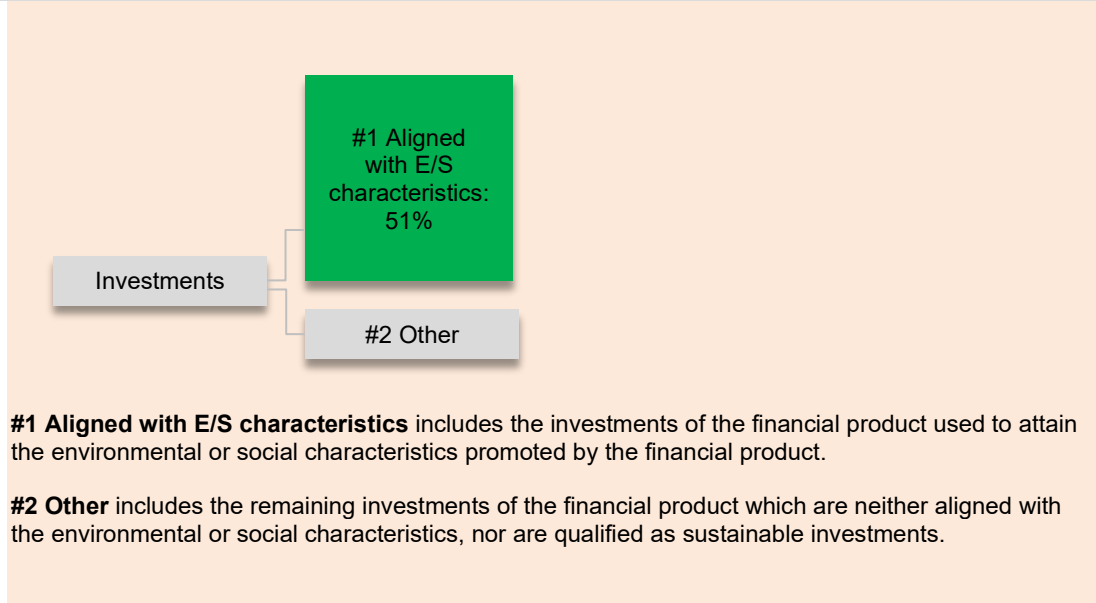 #1 Aligned
with E/S
characteristics:
51%
Investments
#2 Other
#1 Aligned with E/S characteristics includes the investments of the financial product used to attain
the environmental or social characteristics promoted by the financial product.
#2 Other includes the remaining investments of the financial product which are neither aligned with
the environmental or social characteristics, nor are qualified as sustainable investments.